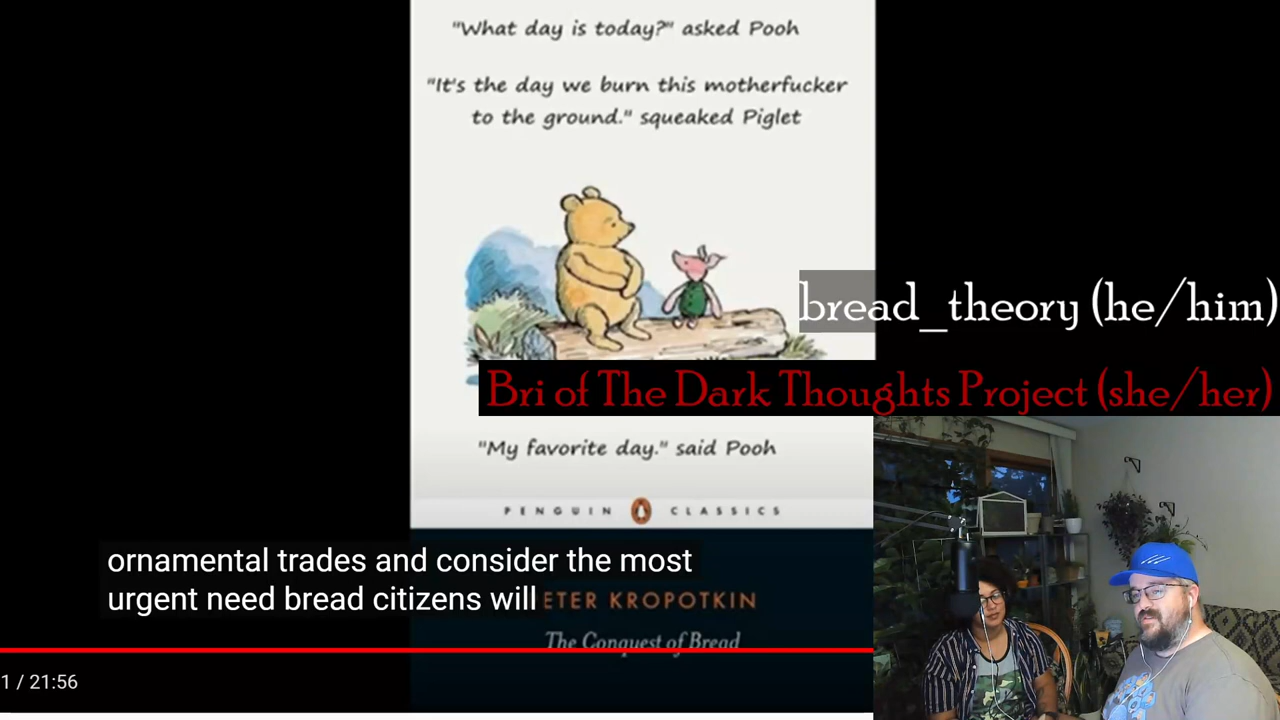 "What day is today?" asked Pooh
"It's the day we burn this motherfucker
to the ground." squeaked Piglet
bread_theory (he/him)
Bri of The Dark Thoughts Project (she/her)
"My favorite day." said Pooh
PENGUIN CLASSICS
ornamental trades and consider the most
urgent need bread citizens will
ETER KROPOTKIN
The Conquest of Bread
1 / 21:56